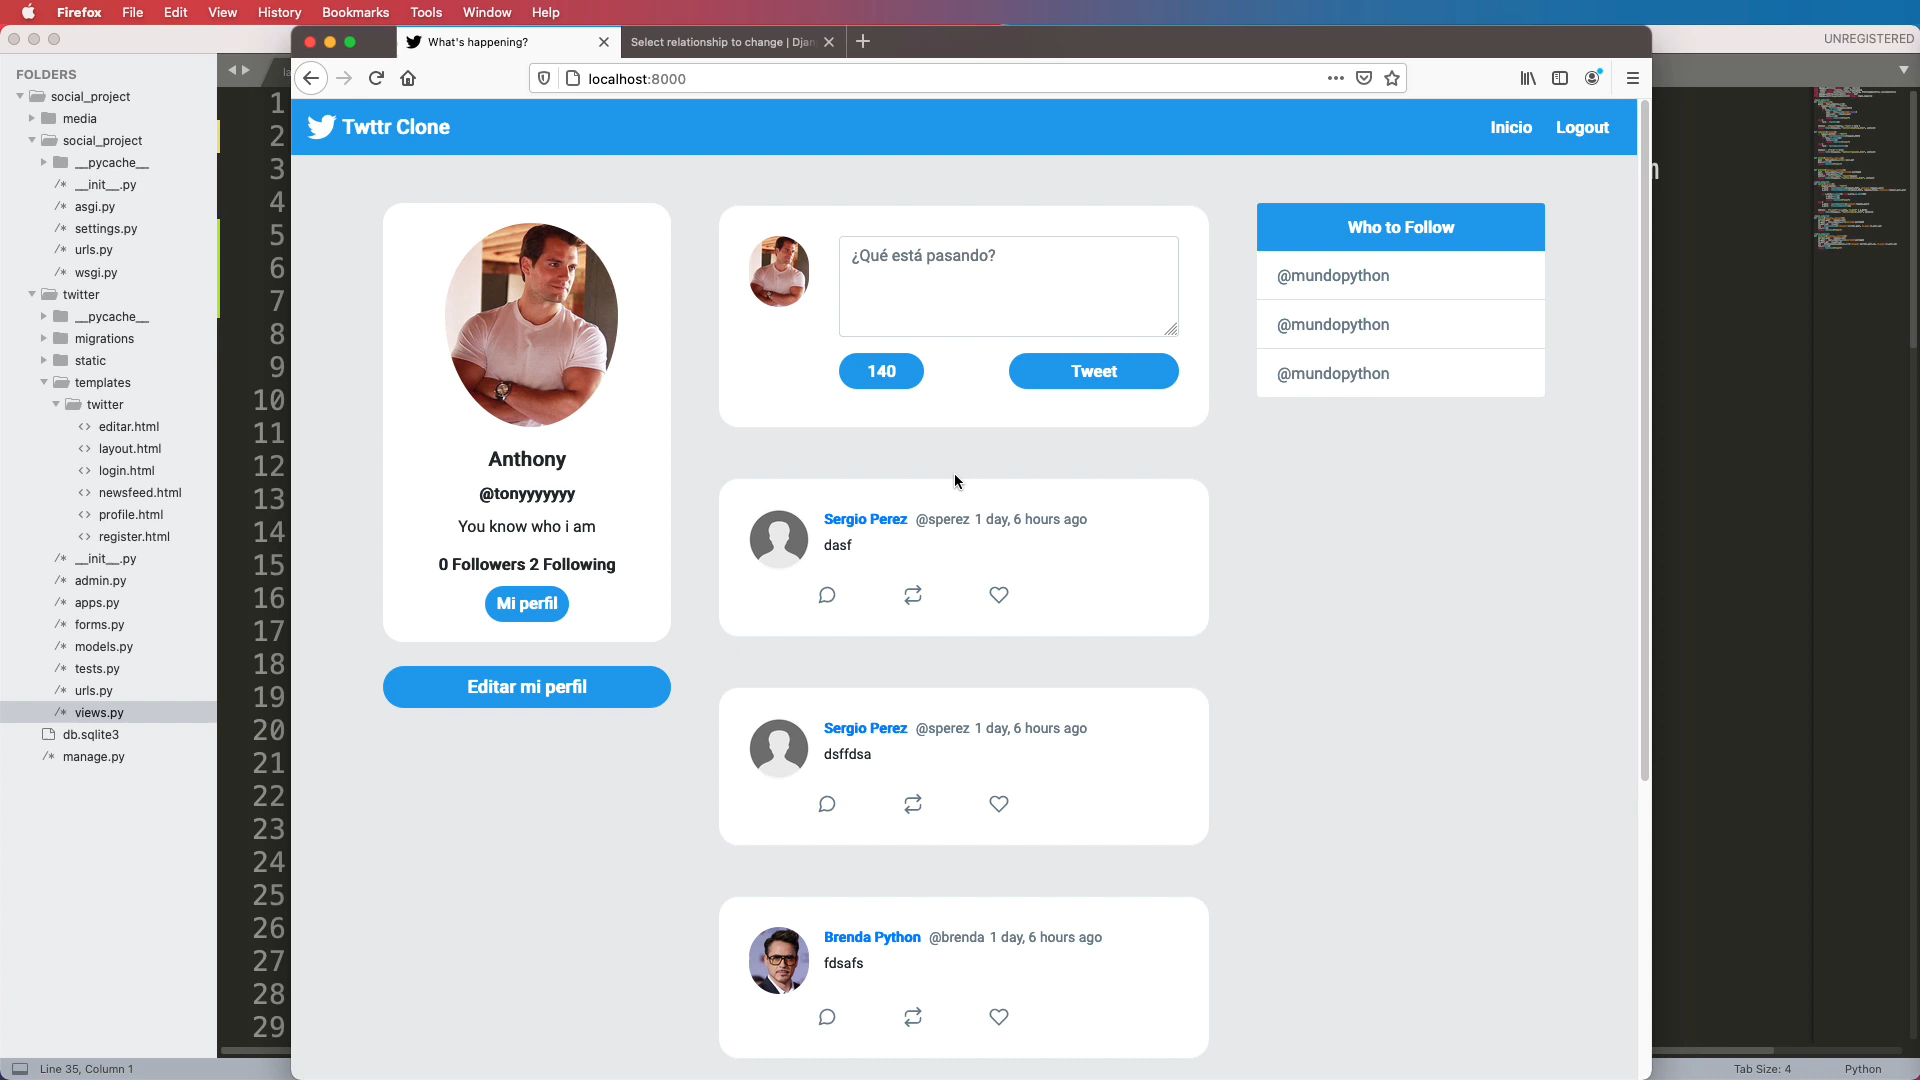 Firefox File Edit View History Bookmarks Tools Window Help
UNREGISTERED
What's happening?
Select relationship to change | Djan
localhost:8000
FOLDERS
social_project
media
social_project
__pycache__
/* __init__.py
/* asgi.py
/* settings.py
/* urls.py
/* wsgi.py
twitter
__pycache__
migrations
static
templates
twitter
<> editar.html
<> layout.html
<> login.html
<> newsfeed.html
<> profile.html
<> register.html
/* __init__.py
/* admin.py
/* apps.py
/* forms.py
/* models.py
/* tests.py
/* urls.py
/* views.py
db.sqlite3
/* manage.py
1
2
3
4
5
6
7
8
9
10
11
12
13
14
15
16
17
18
19
20
21
22
23
24
25
26
27
28
29
Twttr Clone
Inicio Logout
Anthony
@tonyyyyyyy
You know who i am
0 Followers 2 Following
Mi perfil
Editar mi perfil
¿Qué está pasando?
140 Tweet
Sergio Perez @sperez 1 day, 6 hours ago
dasf
Sergio Perez @sperez 1 day, 6 hours ago
dsffdsa
Brenda Python @brenda 1 day, 6 hours ago
fdsafs
Who to Follow
@mundopython
@mundopython
@mundopython
Line 35, Column 1
Tab Size: 4
Python